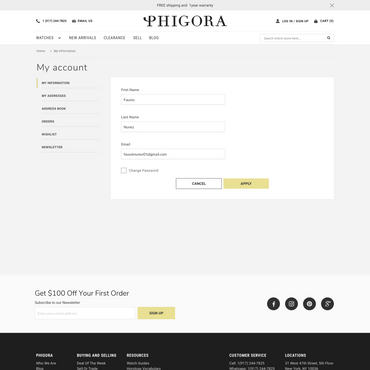 FREE shipping and 1year warranty
1 (917) 244-7825
EMAIL US
PHIGORA
LOG IN / SIGN UP
CART (0)
WATCHES
NEW ARRIVALS
CLEARANCE
SELL
BLOG
Search entire store here...
Home > My Information
My account
MY INFORMATION
MY ADDRESSES
ADDRESS BOOK
ORDERS
WISHLIST
NEWSLETTER
First Name
Fausto
Last Name
Nunez
Email
Change Password
CANCEL
APPLY
Get $100 Off Your First Order
Subscribe to our Newsletter
Enter your email address
SIGN UP
PHIGORA
BUYING AND SELLING
RESOURCES
CUSTOMER SERVICE
LOCATIONS
Who We Are
Deal Of The Week
Watch Guides
Call: 1(917) 244-7825
37 West 47th Street, 5th Floor
Blog
Sell Or Trade
Horology Vocabulary
Whatsapp: 1(917) 244-7825
New York, NY 10036